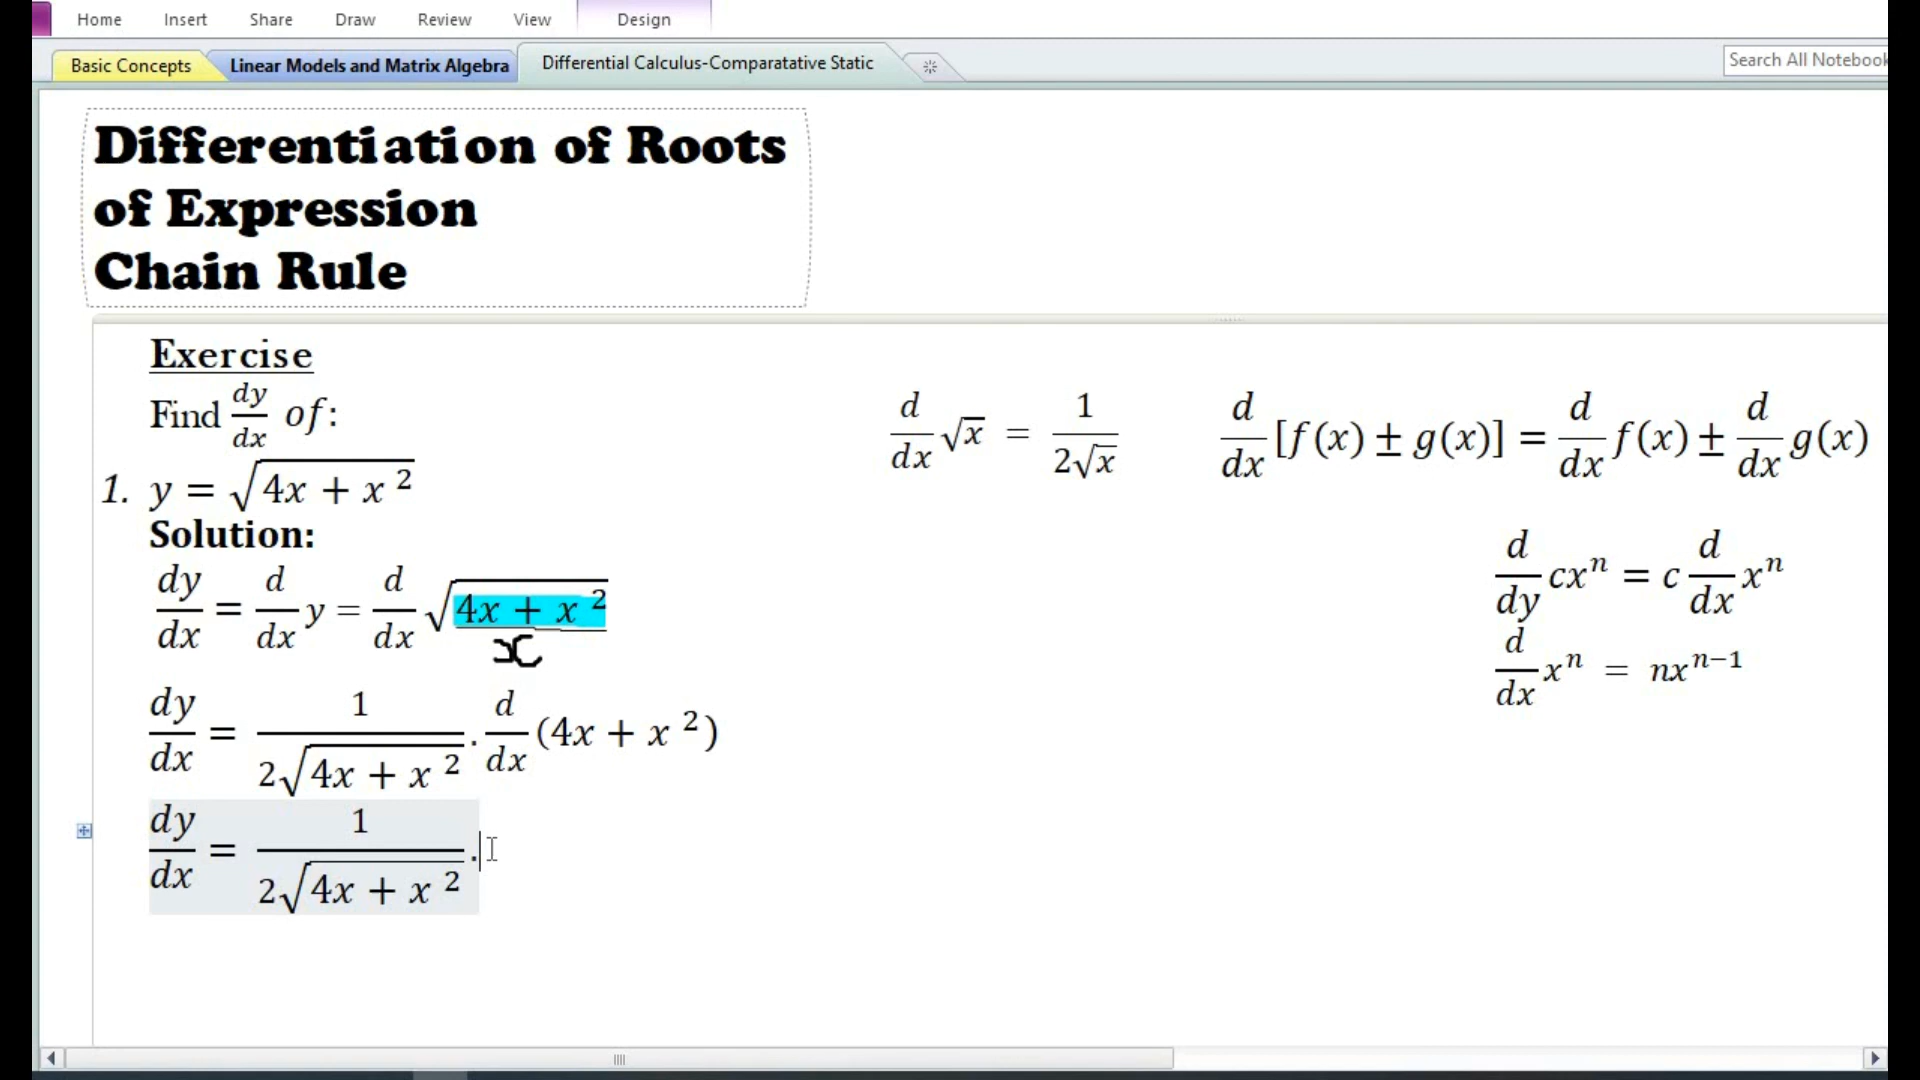 Home Insert Share Draw Review View Design
Basic Concepts Linear Models and Matrix Algebra Differential Calculus-Comparatative Static Search All Notebook
Differentiation of Roots
of Expression
Chain Rule
Exercise
Find dy/dx of:
1. y = √(4x + x²)
Solution:
dy/dx = d/dx y = d/dx √(4x + x²)
x
dy/dx = 1/(2√(4x + x²)) . d/dx (4x + x²)
dy/dx = 1/(2√(4x + x²)) .
d/dx √x = 1/(2√x)
d/dx [f(x) ± g(x)] = d/dx f(x) ± d/dx g(x)
d/dy cxⁿ = c d/dx xⁿ
d/dx xⁿ = nxⁿ⁻¹